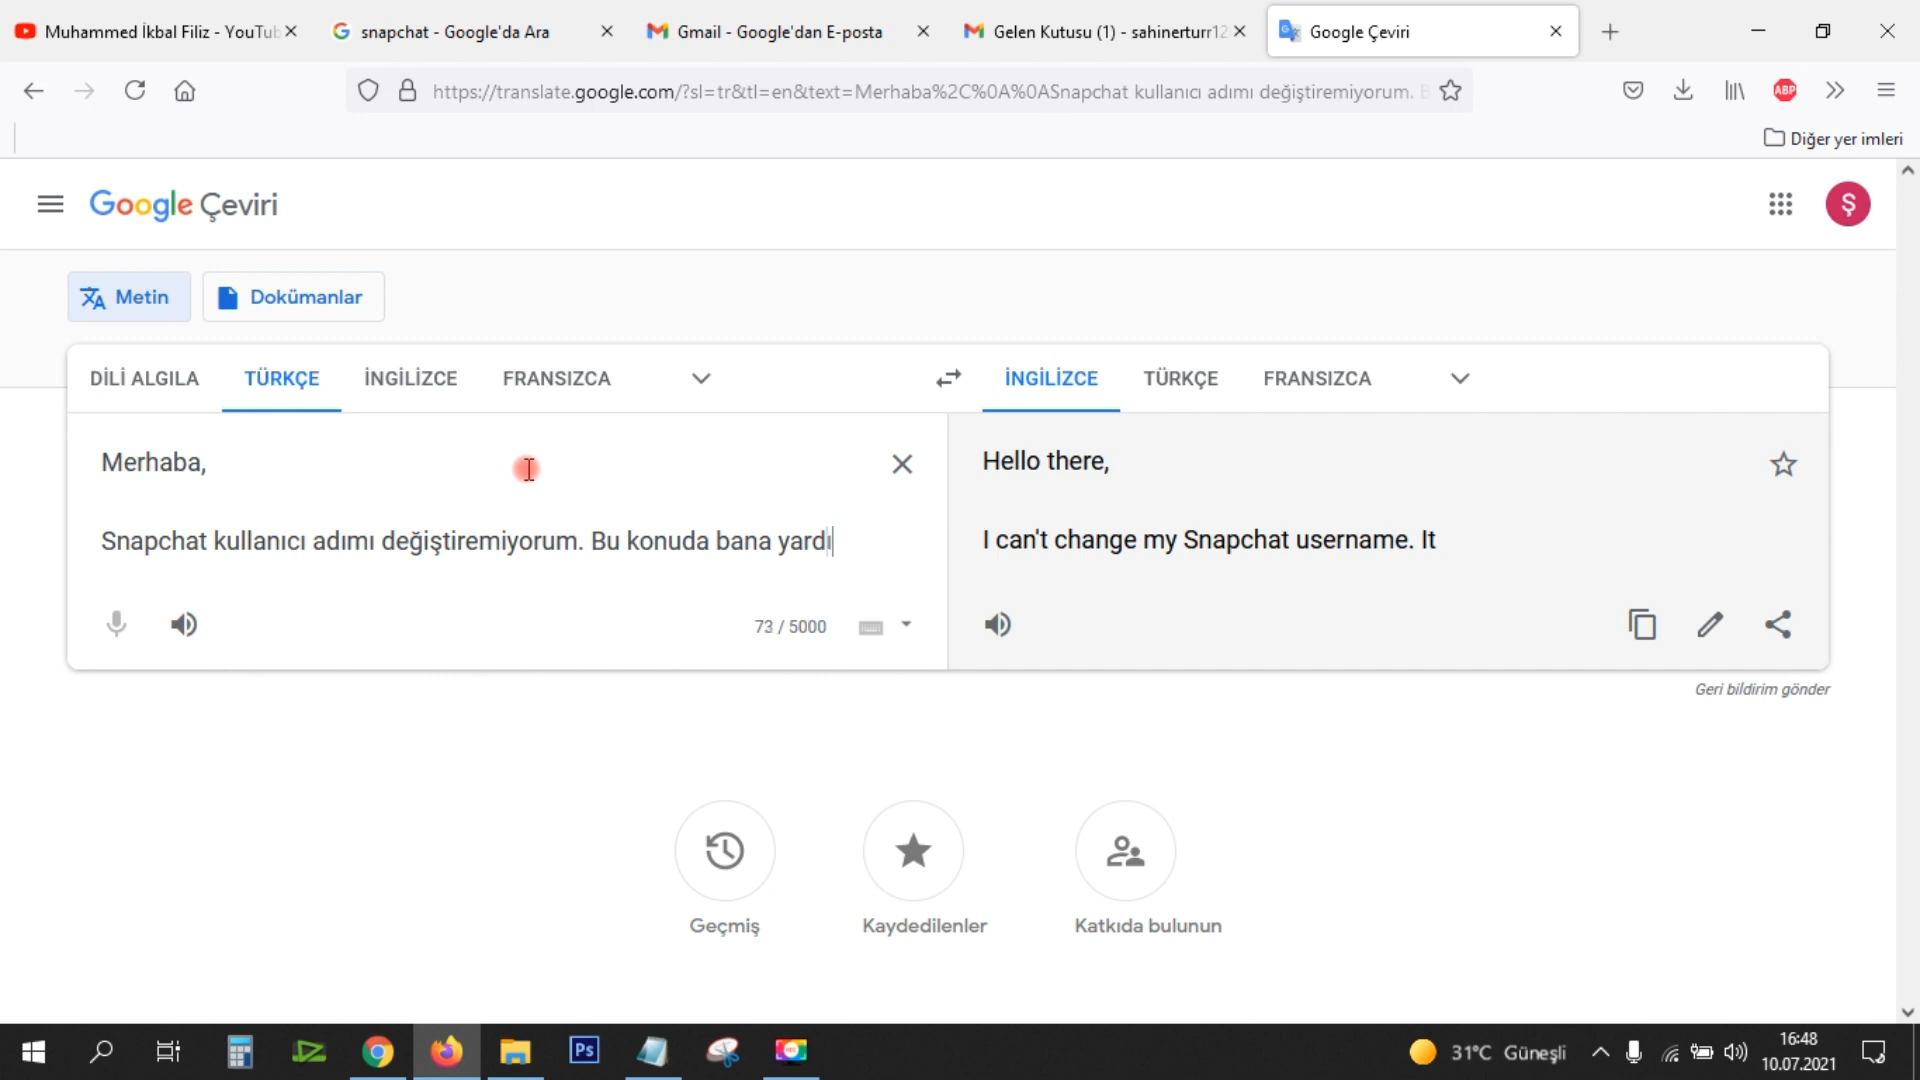 Muhammed İkbal Filiz - YouTub
snapchat - Google'da Ara
Gmail - Google'dan E-posta
Gelen Kutusu (1) - sahinerturr12
Google Çeviri
https://translate.google.com/?sl=tr&tl=en&text=Merhaba%2C%0A%0ASnapchat kullanıcı adımı değiştiremiyorum. B
ABP
Diğer yer imleri
Google Çeviri
Ş
Metin
Dokümanlar
DİLİ ALGILA
TÜRKÇE
İNGİLİZCE
FRANSIZCA
İNGİLİZCE
TÜRKÇE
FRANSIZCA
Merhaba,
Snapchat kullanıcı adımı değiştiremiyorum. Bu konuda bana yardı
73 / 5000
Hello there,
I can't change my Snapchat username. It
Geri bildirim gönder
Geçmiş
Kaydedilenler
Katkıda bulunun
Ps
31°C Güneşli
16:48
10.07.2021